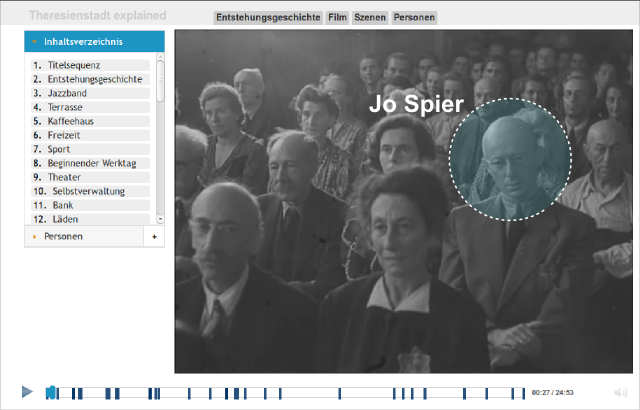 Theresienstadt explained
Entstehungsgeschichte Film Szenen Personen
Inhaltsverzeichnis
1. Titelsequenz
2. Entstehungsgeschichte
3. Jazzband
4. Terrasse
5. Kaffeehaus
6. Freizeit
7. Sport
8. Beginnender Werktag
9. Theater
10. Selbstverwaltung
11. Bank
12. Läden
Personen +
Jo Spier
00:27 / 24:53